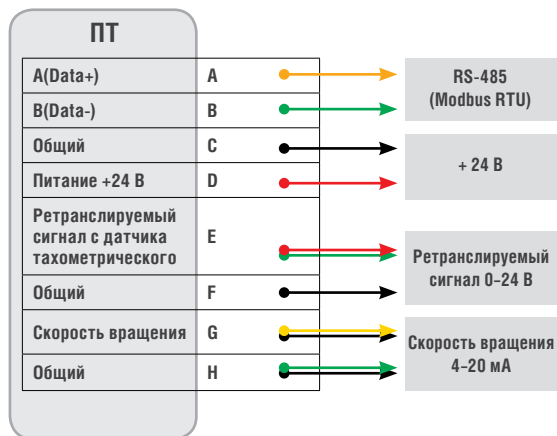 ПТ
A(Data+) A
B(Data-) B
Общий C
Питание +24 В D
Ретранслируемый
сигнал с датчика
тахометрического
E
Общий F
Скорость вращения G
Общий H
RS-485
(Modbus RTU)
+ 24 В
Ретранслируемый
сигнал 0–24 В
Скорость вращения
4–20 мА